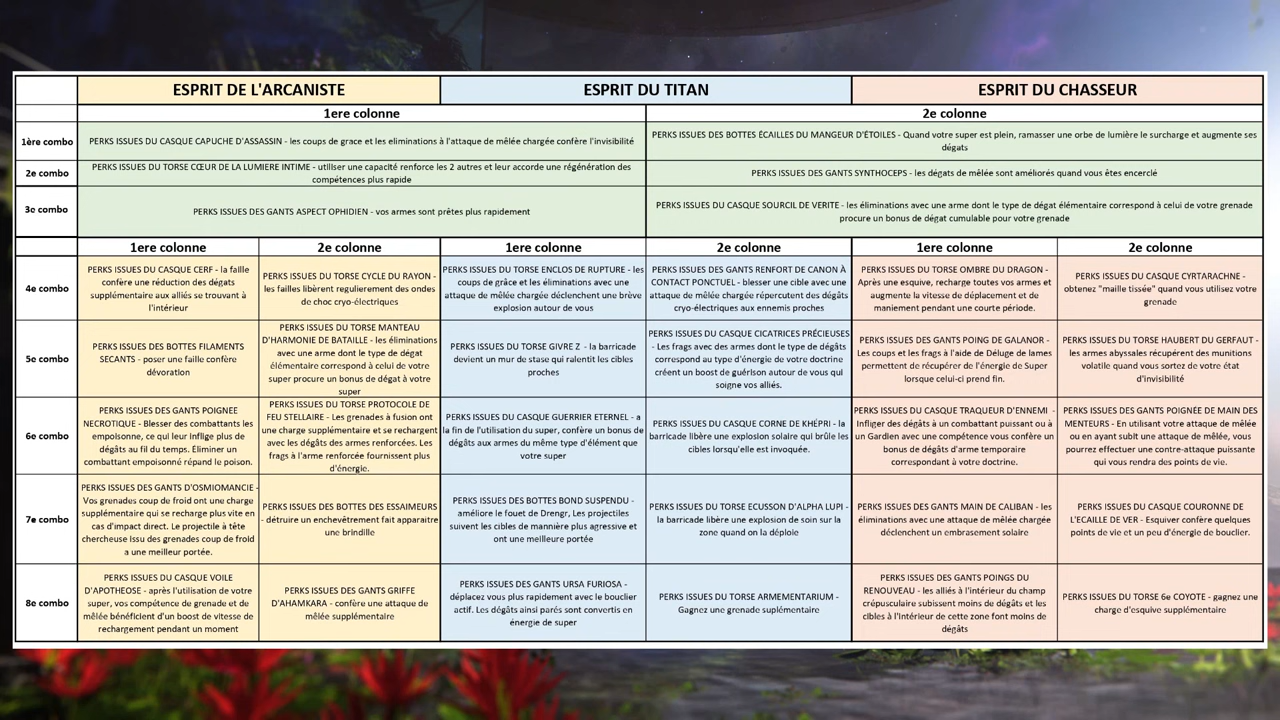 ESPRIT DE L'ARCANISTE
ESPRIT DU TITAN
ESPRIT DU CHASSEUR
1ere colonne
2e colonne
1ère combo
PERKS ISSUES DU CASQUE CAPUCHE D'ASSASSIN - les coups de grace et les eliminations à l'attaque de mêlée chargée confère l'invisibilité
PERKS ISSUES DES BOTTES ÉCAILLES DU MANGEUR D'ÉTOILES - Quand votre super est plein, ramasser une orbe de lumière le surcharge et augmente ses
dégats
2e combo
PERKS ISSUES DU TORSE CŒUR DE LA LUMIERE INTIME - utiliser une capacité renforce les 2 autres et leur accorde une régénération des
compétences plus rapide
PERKS ISSUES DES GANTS SYNTHOCEPS - les dégats de mêlée sont améliorés quand vous êtes encerclé
3e combo
PERKS ISSUES DES GANTS ASPECT OPHIDIEN - vos armes sont prêtes plus rapidement
PERKS ISSUES DU CASQUE SOURCIL DE VERITE - les éliminations avec une arme dont le type de dégat élémentaire correspond à celui de votre grenade
procure un bonus de dégat cumulable pour votre grenade
1ere colonne
2e colonne
1ere colonne
2e colonne
1ere colonne
2e colonne
4e combo
PERKS ISSUES DU CASQUE CERF - la faille
confère une réduction des dégats
supplémentaire aux alliés se trouvant à
l'intérieur
PERKS ISSUES DU TORSE CYCLE DU RAYON -
les failles libèrent regulierement des ondes
de choc cryo-électriques
PERKS ISSUES DU TORSE ENCLOS DE RUPTURE - les
coups de grâce et les éliminations avec une
attaque de mêlée chargée déclenchent une brève
explosion autour de vous
PERKS ISSUES DES GANTS RENFORT DE CANON À
CONTACT PONCTUEL - blesser une cible avec une
attaque de mêlée chargée répercutent des dégâts
cryo-électriques aux ennemis proches
PERKS ISSUES DU TORSE OMBRE DU DRAGON -
Après une esquive, recharge toutes vos armes et
augmente la vitesse de déplacement et de
maniement pendant une courte période.
PERKS ISSUES DU CASQUE CYRTARACHNE -
obtenez "maille tissée" quand vous utilisez votre
grenade
5e combo
PERKS ISSUES DES BOTTES FILAMENTS
SECANTS - poser une faille confère
dévoration
PERKS ISSUES DU TORSE MANTEAU
D'HARMONIE DE BATAILLE - les éliminations
avec une arme dont le type de dégat
élémentaire correspond à celui de votre
super procure un bonus de dégat à votre
super
PERKS ISSUES DU TORSE GIVRE Z - la barricade
devient un mur de stase qui ralentit les cibles
proches
PERKS ISSUES DU CASQUE CICATRICES PRÉCIEUSES
- Les frags avec des armes dont le type de dégâts
correspond au type d'énergie de votre doctrine
créent un boost de guérison autour de vous qui
soigne vos alliés.
PERKS ISSUES DES GANTS POING DE GALANOR -
Les coups et les frags à l'aide de Déluge de lames
permettent de récupérer de l'énergie de Super
lorsque celui-ci prend fin.
PERKS ISSUES DU TORSE HAUBERT DU GERFAUT -
les armes abyssales récupérent des munitions
volatile quand vous sortez de votre état
d'invisibilité
6e combo
PERKS ISSUES DES GANTS POIGNEE
NECROTIQUE - Blesser des combattants les
empoisonne, ce qui leur Inflige plus de
dégâts au fil du temps. Eliminer un
combattant empoisonné répand le poison.
PERKS ISSUES DU TORSE PROTOCOLE DE
FEU STELLAIRE - Les grenades à fusion ont
une charge supplémentaire et se rechargent
avec les dégâts des armes renforcées. Les
frags à l'arme renforcée fournissent plus
d'énergie.
PERKS ISSUES DU CASQUE GUERRIER ETERNEL - a
la fin de l'utilisation du super, confère un bonus de
dégâts aux armes du même type d'élément que
votre super
PERKS ISSUES DU CASQUE CORNE DE KHÉPRI - la
barricade libère une explosion solaire qui brûle les
cibles lorsqu'elle est invoquée.
PERKS ISSUES DU CASQUE TRAQUEUR D'ENNEMI -
Infliger des dégâts à un combattant puissant ou à
un Gardien avec une compétence vous confère un
bonus de dégâts d'arme temporaire
correspondant à votre doctrine.
PERKS ISSUES DES GANTS POIGNÉE DE MAIN DES
MENTEURS - En utilisant votre attaque de mêlée
ou en ayant subit une attaque de mêlée, vous
pourrez effectuer une contre-attaque puissante
qui vous rendra des points de vie.
7e combo
PERKS ISSUES DES GANTS D'OSMIOMANCIE -
Vos grenades coup de froid ont une charge
supplémentaire qui se recharge plus vite en
cas d'impact direct. Le projectile à tête
chercheuse issu des grenades coup de froid
a une meilleur portée.
PERKS ISSUES DES BOTTES DES ESSAIMEURS
- détruire un enchevêtrement fait apparaitre
une brindille
PERKS ISSUES DES BOTTES BOND SUSPENDU -
améliore le fouet de Drengr, Les projectiles
suivent les cibles de mannière plus agressive et
ont une meilleure portée
PERKS ISSUES DU TORSE ECUSSON D'ALPHA LUPI -
la barricade libère une explosion de soin sur la
zone quand on la déploie
PERKS ISSUES DES GANTS MAIN DE CALIBAN - les
éliminations avec une attaque de mêlée chargée
déclenchent un embrasement solaire
PERKS ISSUES DU CASQUE COURONNE DE
L'ECAILLE DE VER - Esquiver confère quelques
points de vie et un peu d'énergie de bouclier.
8e combo
PERKS ISSUES DU CASQUE VOILE
D'APOTHEOSE - après l'utilisation de votre
super, vos compétence de grenade et de
mêlée bénéficient d'un boost de vitesse de
rechargement pendant un moment
PERKS ISSUES DES GANTS GRIFFE
D'AHAMKARA - confère une attaque de
mêlée supplémentaire
PERKS ISSUES DES GANTS URSA FURIOSA -
déplacez vous plus rapidement avec le bouclier
actif. Les dégâts ainsi parés sont convertis en
énergie de super
PERKS ISSUES DU TORSE ARMEMENTARIUM -
Gagnez une grenade suplémentaire
PERKS ISSUES DES GANTS POINGS DU
RENOUVEAU - les alliés à l'intérieur du champ
crépusculaire subissent moins de dégâts et les
cibles à l'Intérieur de cette zone font moins de
dégâts
PERKS ISSUES DU TORSE 6e COYOTE - gagnez une
charge d'esquive supplémentaire